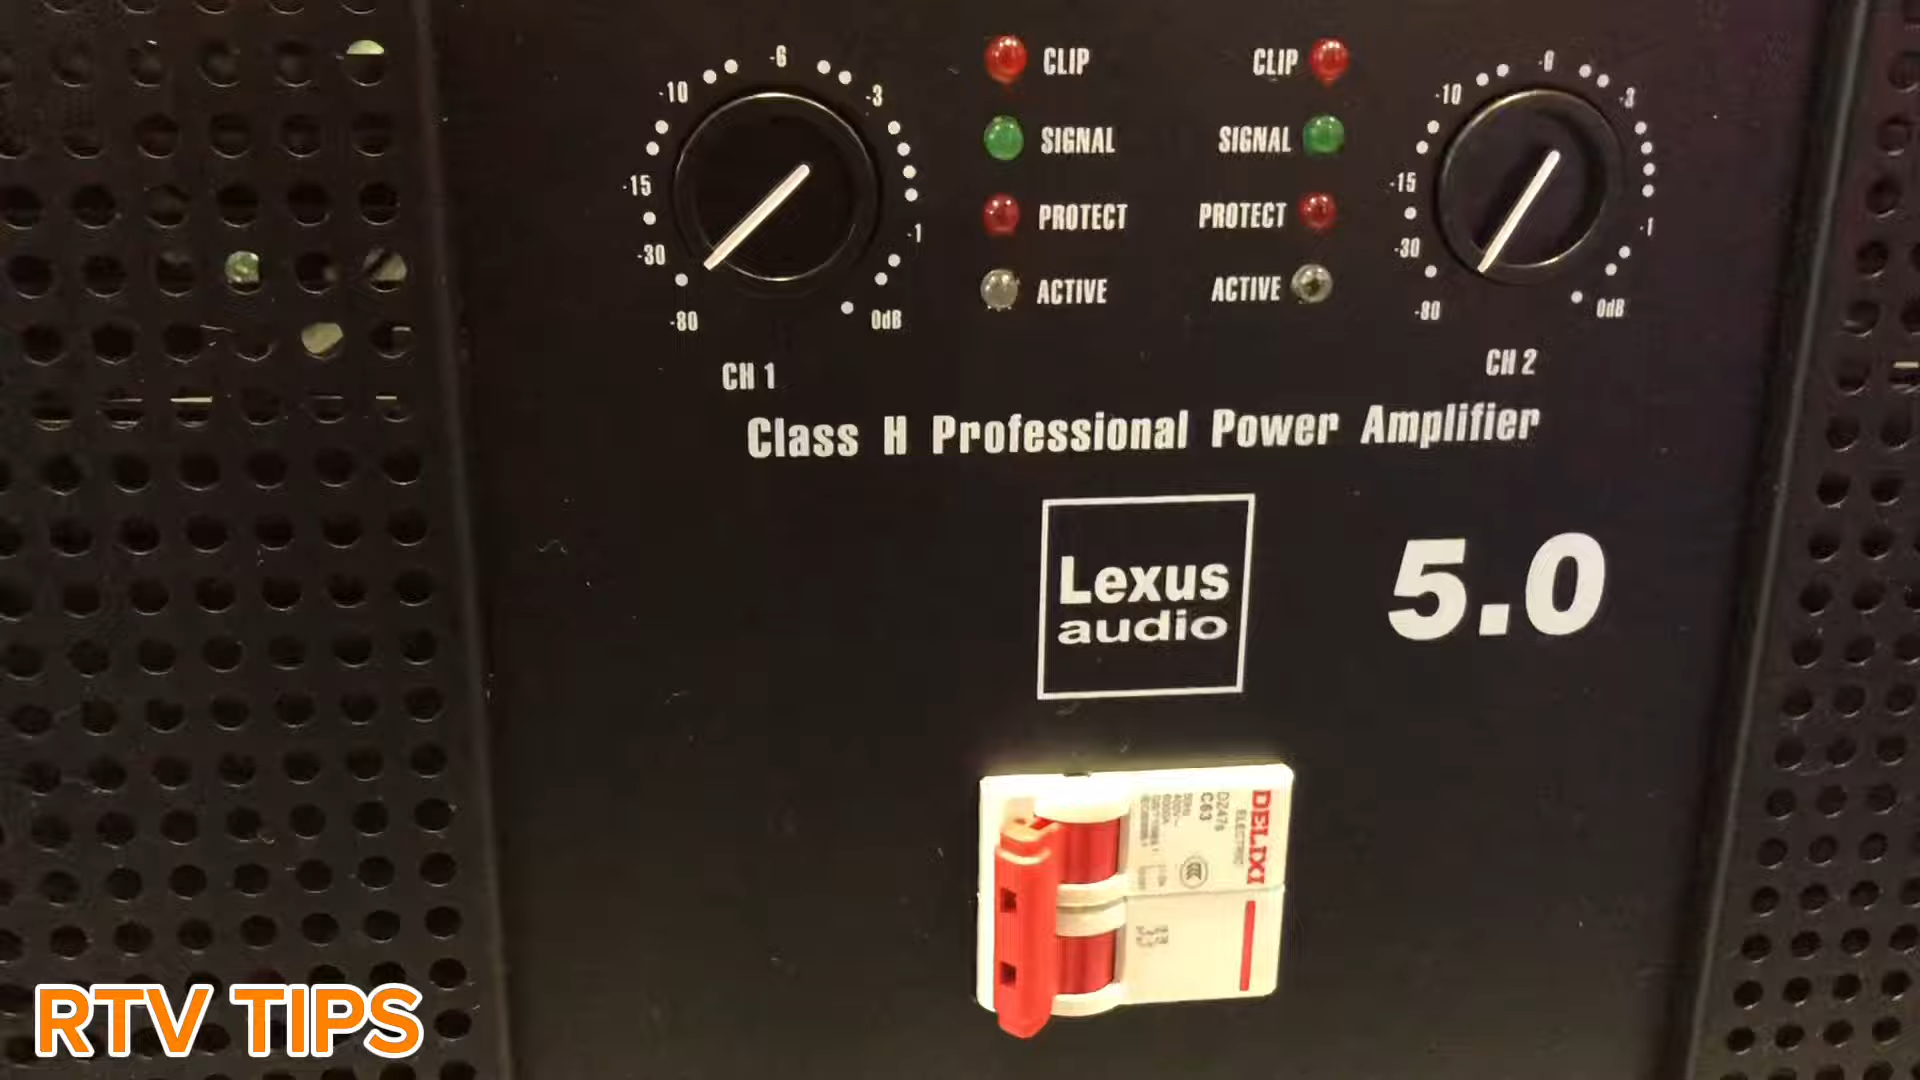 -6
-10
-3
-15
-1
-30
-80
0dB
CH 1
CLIP
SIGNAL
PROTECT
ACTIVE
CLIP
SIGNAL
PROTECT
ACTIVE
-6
-10
-3
-15
-1
-30
-80
0dB
CH 2
Class H Professional Power Amplifier
Lexus
audio
5.0
DELIXI
ELECTRIC
DZ47s
C63
RTV TIPS